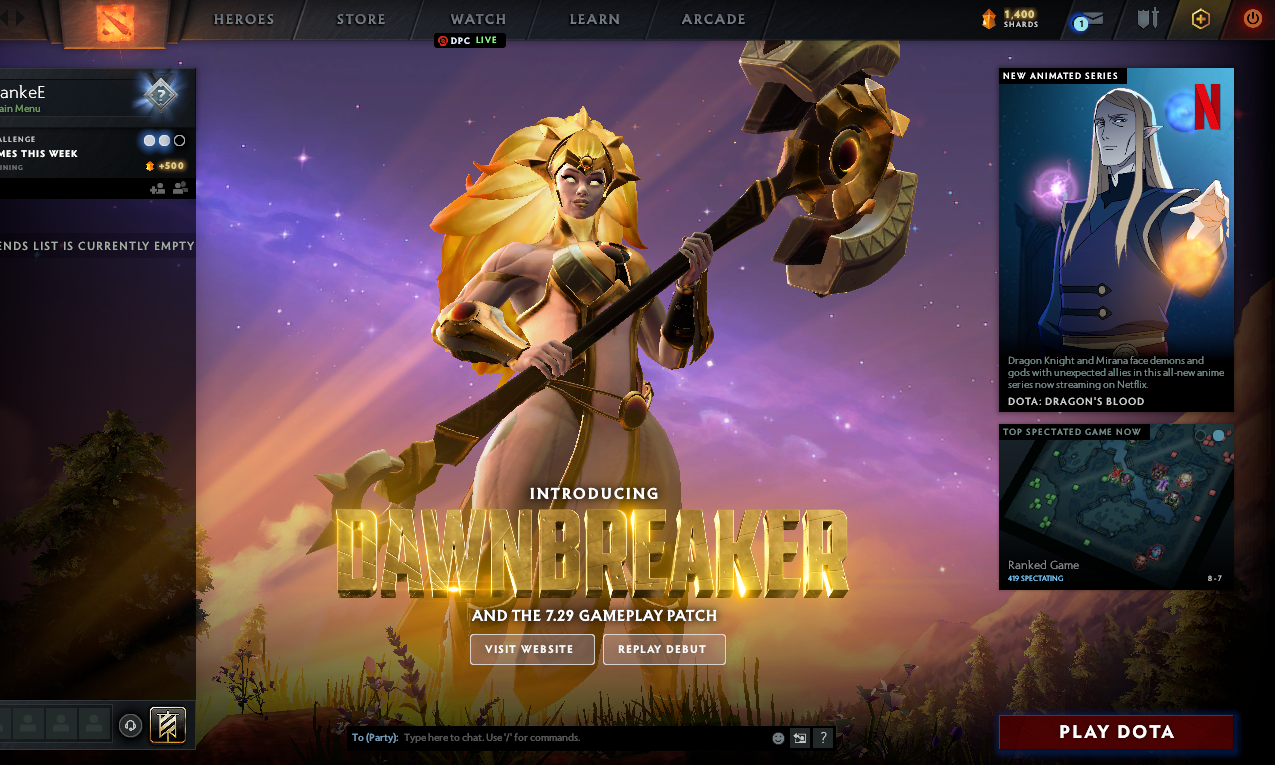 HEROES
STORE
WATCH
LEARN
ARCADE
1,400
SHARDS
1
DPC LIVE
ankeE
ain Menu
?
ALLENGE
MES THIS WEEK
INING
+500
ENDS LIST IS CURRENTLY EMPTY
NEW ANIMATED SERIES
N
Dragon Knight and Mirana face demons and
gods with unexpected allies in this all-new anime
series now streaming on Netflix.
DOTA: DRAGON'S BLOOD
TOP SPECTATED GAME NOW
Ranked Game
419 SPECTATING
8 - 7
INTRODUCING
DAWNBREAKER
AND THE 7.29 GAMEPLAY PATCH
VISIT WEBSITE
REPLAY DEBUT
To (Party): Type here to chat. Use '/' for commands.
?
PLAY DOTA